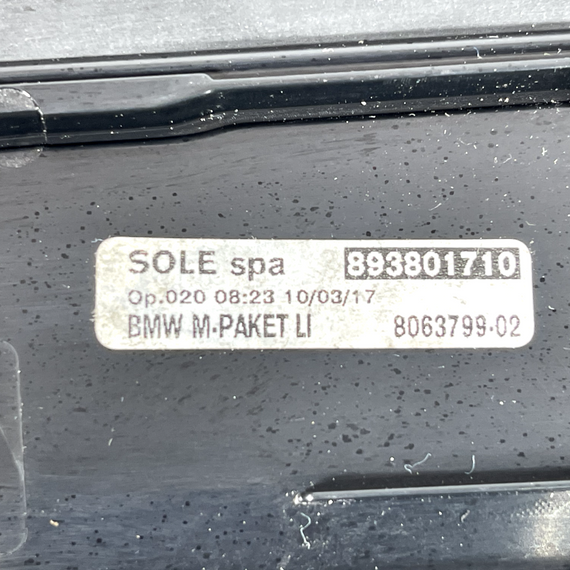 SOLE spa 893801710
Op.020 08:23 10/03/17
BMW M-PAKET LI 8063799-02